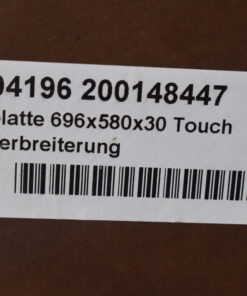 04196 200148447
latte 696x580x30 Touch
erbreiterung